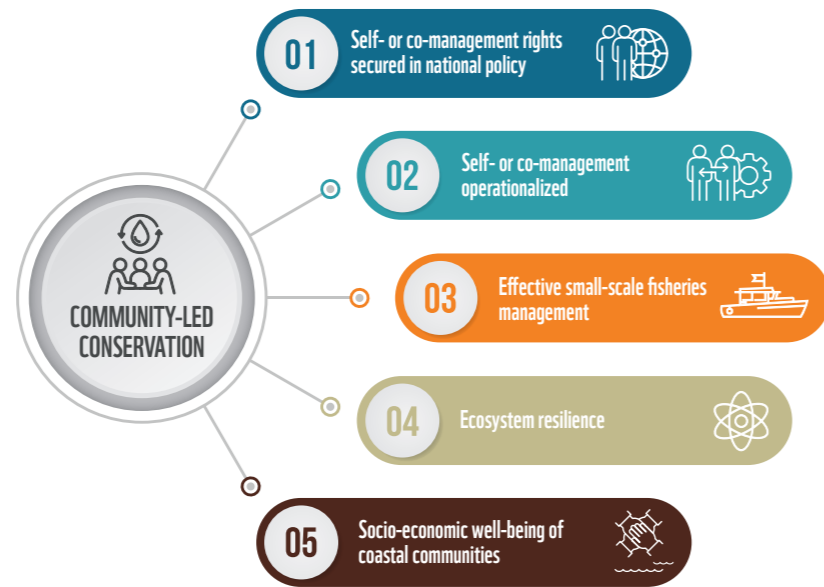 01
Self- or co-management rights
secured in national policy
02
Self- or co-management
operationalized
COMMUNITY-LED
CONSERVATION
03
Effective small-scale fisheries
management
04
Ecosystem resilience
05
Socio-economic well-being of
coastal communities